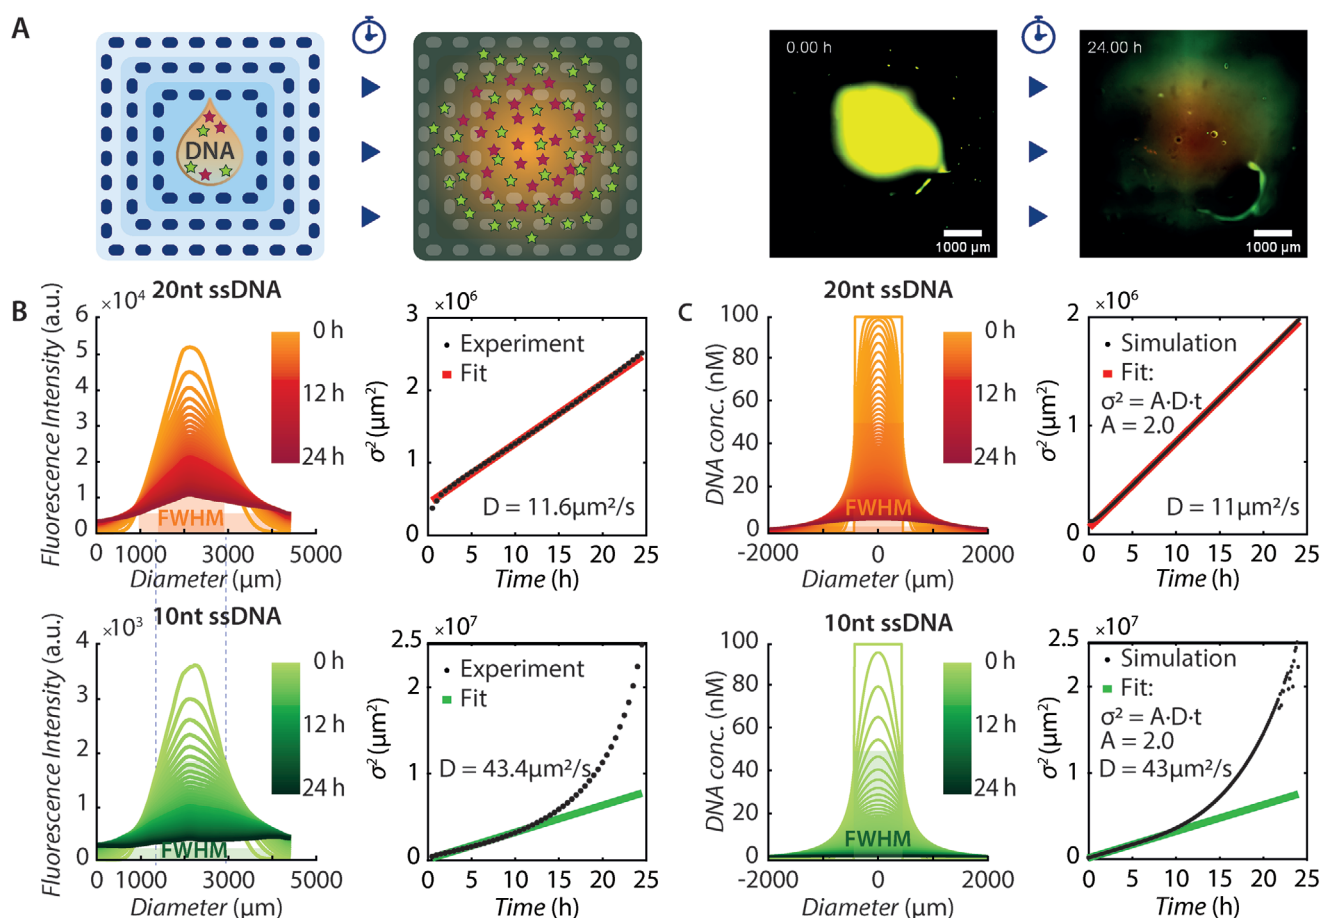 A
DNA
0.00 h
1000 µm
24.00 h
1000 µm
B
20nt ssDNA
×10⁴
Fluorescence Intensity (a.u.)
6
5
4
3
2
1
0
0 h
12 h
24 h
FWHM
0 1000 3000 5000
Diameter (µm)
×10⁶
σ² (µm²)
3
2
1
0
Experiment
Fit
D = 11.6µm²/s
0 5 10 15 20 25
Time (h)
10nt ssDNA
×10³
Fluorescence Intensity (a.u.)
4
3
2
1
0
0 h
12 h
24 h
FWHM
0 1000 3000 5000
Diameter (µm)
×10⁷
σ² (µm²)
2.5
2
1
0
Experiment
Fit
D = 43.4µm²/s
0 5 10 15 20 25
Time (h)
C
20nt ssDNA
DNA conc. (nM)
100
80
60
40
20
0
0 h
12 h
24 h
FWHM
-2000 0 2000
Diameter (µm)
×10⁶
σ² (µm²)
2
1
0
Simulation
Fit:
σ² = A·D·t
A = 2.0
D = 11µm²/s
0 5 10 15 20 25
Time (h)
10nt ssDNA
DNA conc. (nM)
100
80
60
40
20
0
0 h
12 h
24 h
FWHM
-2000 0 2000
Diameter (µm)
×10⁷
σ² (µm²)
2.5
2
1
0
Simulation
Fit:
σ² = A·D·t
A = 2.0
D = 43µm²/s
0 5 10 15 20 25
Time (h)